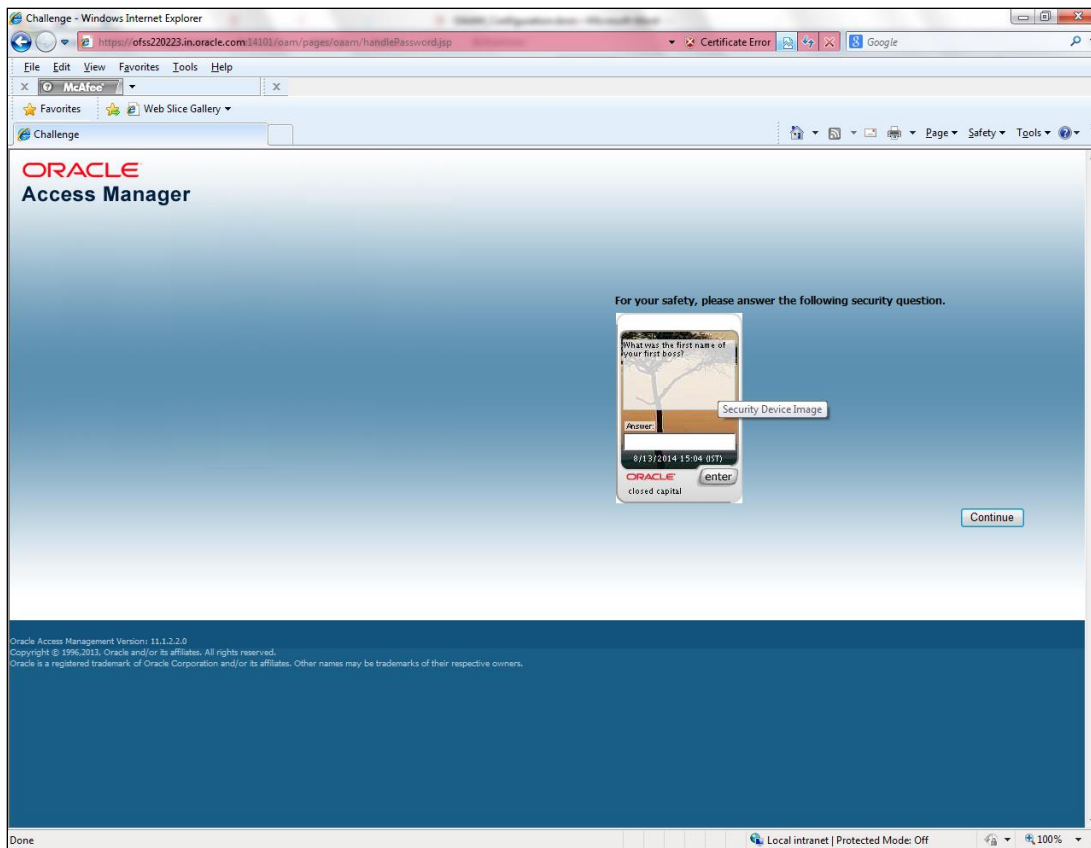 Challenge - Windows Internet Explorer
https://ofss220223.in.oracle.com:14101/oam/pages/oaam/handlePassword.jsp
Certificate Error
Google
File Edit View Favorites Tools Help
X McAfee X
Favorites Web Slice Gallery
Challenge
Page Safety Tools
ORACLE
Access Manager
For your safety, please answer the following security question.
What was the first name of
your first boss?
Security Device Image
Answer:
8/13/2014 15:04 (IST)
ORACLE enter
closed capital
Continue
Oracle Access Management Version: 11.1.2.2.0
Copyright © 1996,2013, Oracle and/or its affiliates. All rights reserved.
Oracle is a registered trademark of Oracle Corporation and/or its affiliates. Other names may be trademarks of their respective owners.
Done
Local intranet | Protected Mode: Off
100%